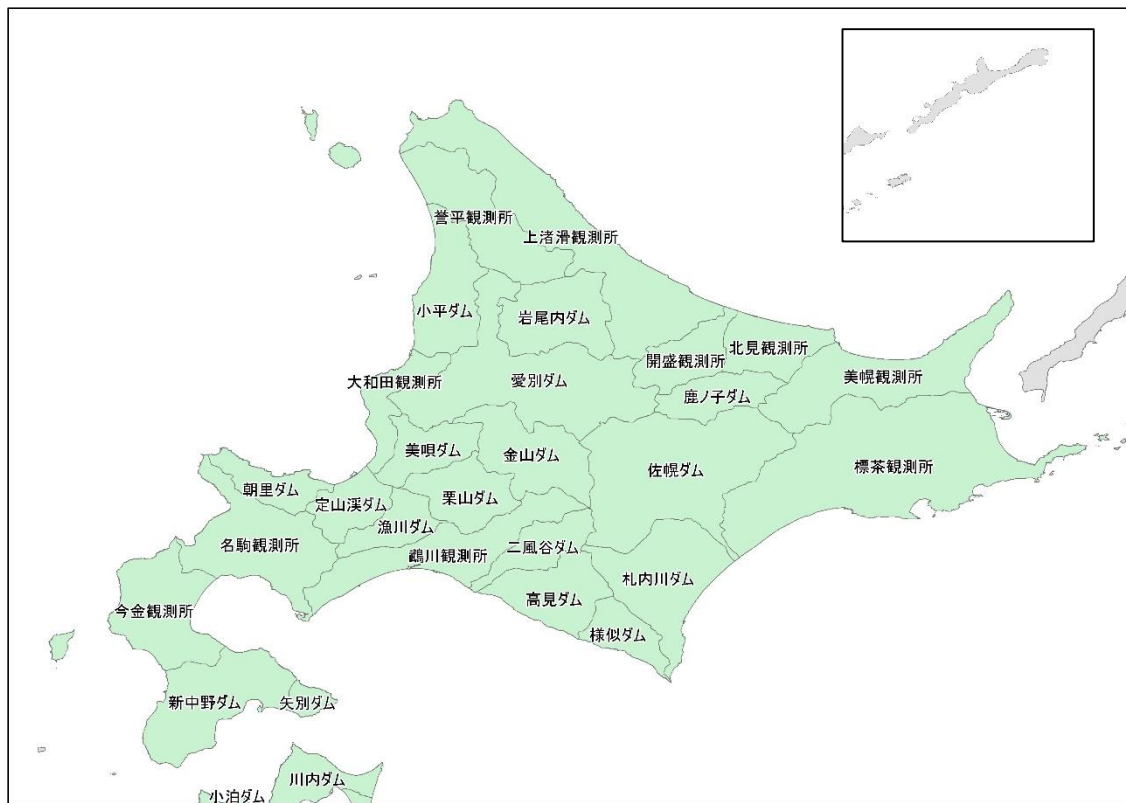 誉平観測所
上渚滑観測所
小平ダム
岩尾内ダム
北見観測所
開盛観測所
美幌観測所
大和田観測所
愛別ダム
鹿ノ子ダム
美唄ダム
金山ダム
佐幌ダム
標茶観測所
朝里ダム
定山渓ダム
栗山ダム
漁川ダム
名駒観測所
鵡川観測所
二風谷ダム
札内川ダム
高見ダム
今金観測所
様似ダム
新中野ダム
矢別ダム
川内ダム
小泊ダム